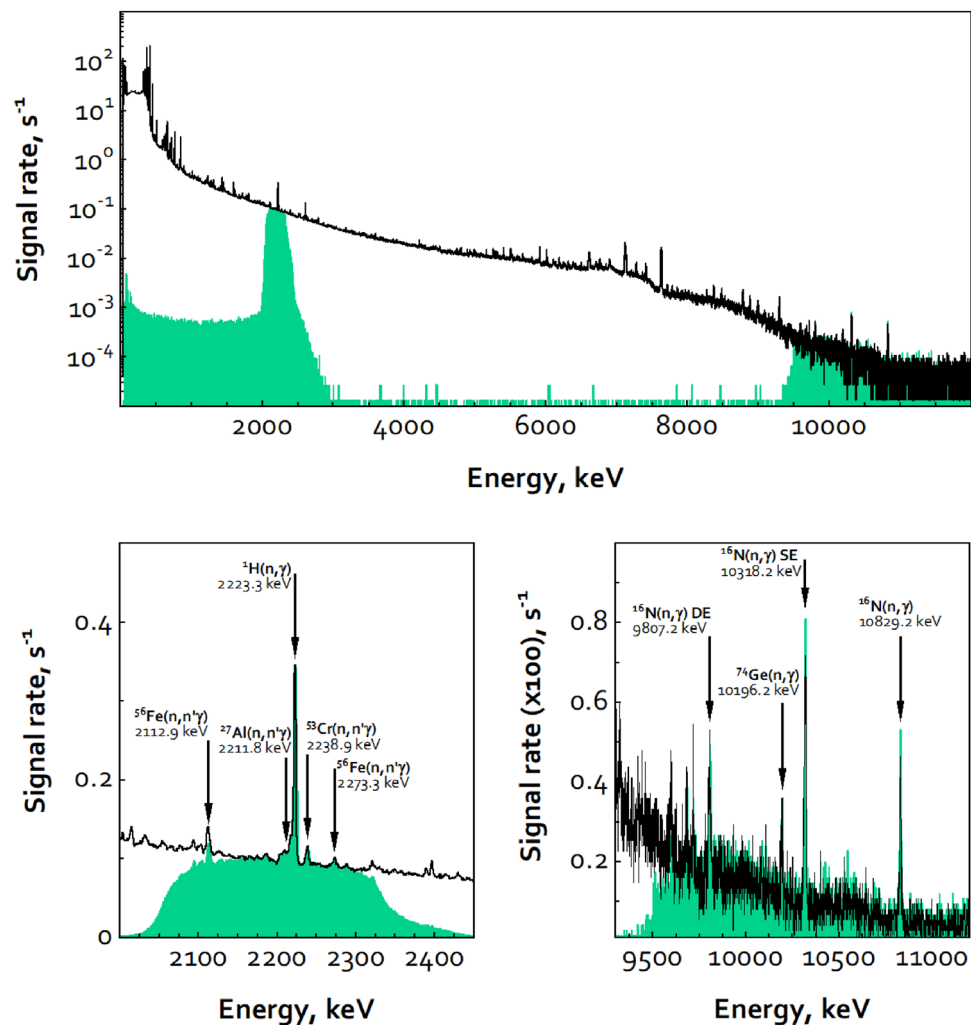 Signal rate, s⁻¹
10²
10¹
10⁰
10⁻¹
10⁻²
10⁻³
10⁻⁴
2000 4000 6000 8000 10000
Energy, keV
Signal rate, s⁻¹
0.4
0.2
0
¹H(n,γ)
2223.3 keV
⁵⁶Fe(n,n'γ)
2112.9 keV
²⁷Al(n,n'γ)
2211.8 keV
⁵³Cr(n,n'γ)
2238.9 keV
⁵⁶Fe(n,n'γ)
2273.3 keV
2100 2200 2300 2400
Energy, keV
Signal rate (x100), s⁻¹
0.8
0.6
0.4
0.2
¹⁶N(n,γ) SE
10318.2 keV
¹⁶N(n,γ) DE
9807.2 keV
¹⁶N(n,γ)
10829.2 keV
⁷⁴Ge(n,γ)
10196.2 keV
9500 10000 10500 11000
Energy, keV